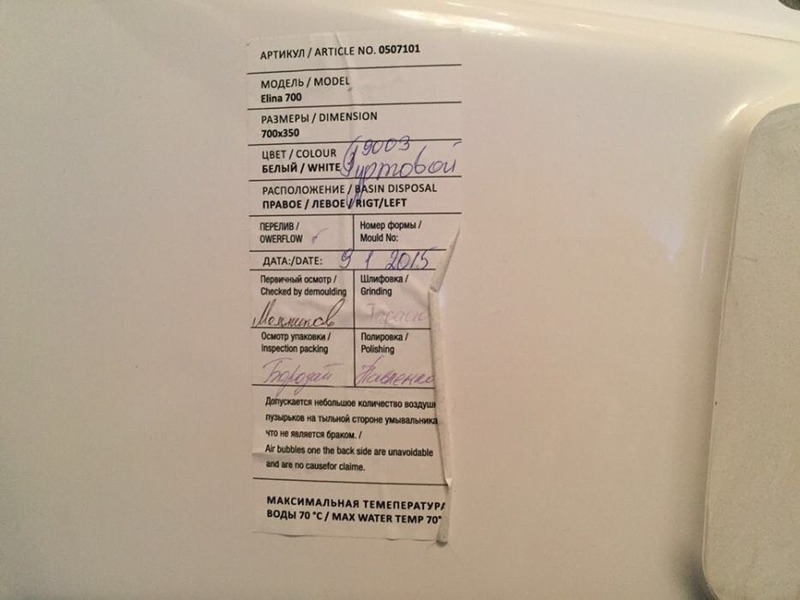 АРТИКУЛ / ARTICLE NO. 0507101
МОДЕЛЬ / MODEL
Elina 700
РАЗМЕРЫ / DIMENSION
700x350
ЦВЕТ / COLOUR 9003
БЕЛЫЙ / WHITE
РАСПОЛОЖЕНИЕ / BASIN DISPOSAL
ПРАВОЕ / ЛЕВОЕ / RIGT/LEFT
ПЕРЕЛИВ /
OWERFLOW
Номер формы /
Mould No:
ДАТА:/DATE: 9 1 2015
Первичный осмотр /
Checked by demoulding
Шлифовка /
Grinding
Осмотр упаковки /
Inspection packing
Бородай
Полировка /
Polishing
Павленко
Допускается небольшое количество воздуш
пузырьков на тыльной стороне умывальника
что не является браком. /
Air bubbles one the back side are unavoidable
and are no causefor claime.
МАКСИМАЛЬНАЯ ТЕМЕПЕРАТУРА
ВОДЫ 70 °C / MAX WATER TEMP 70°